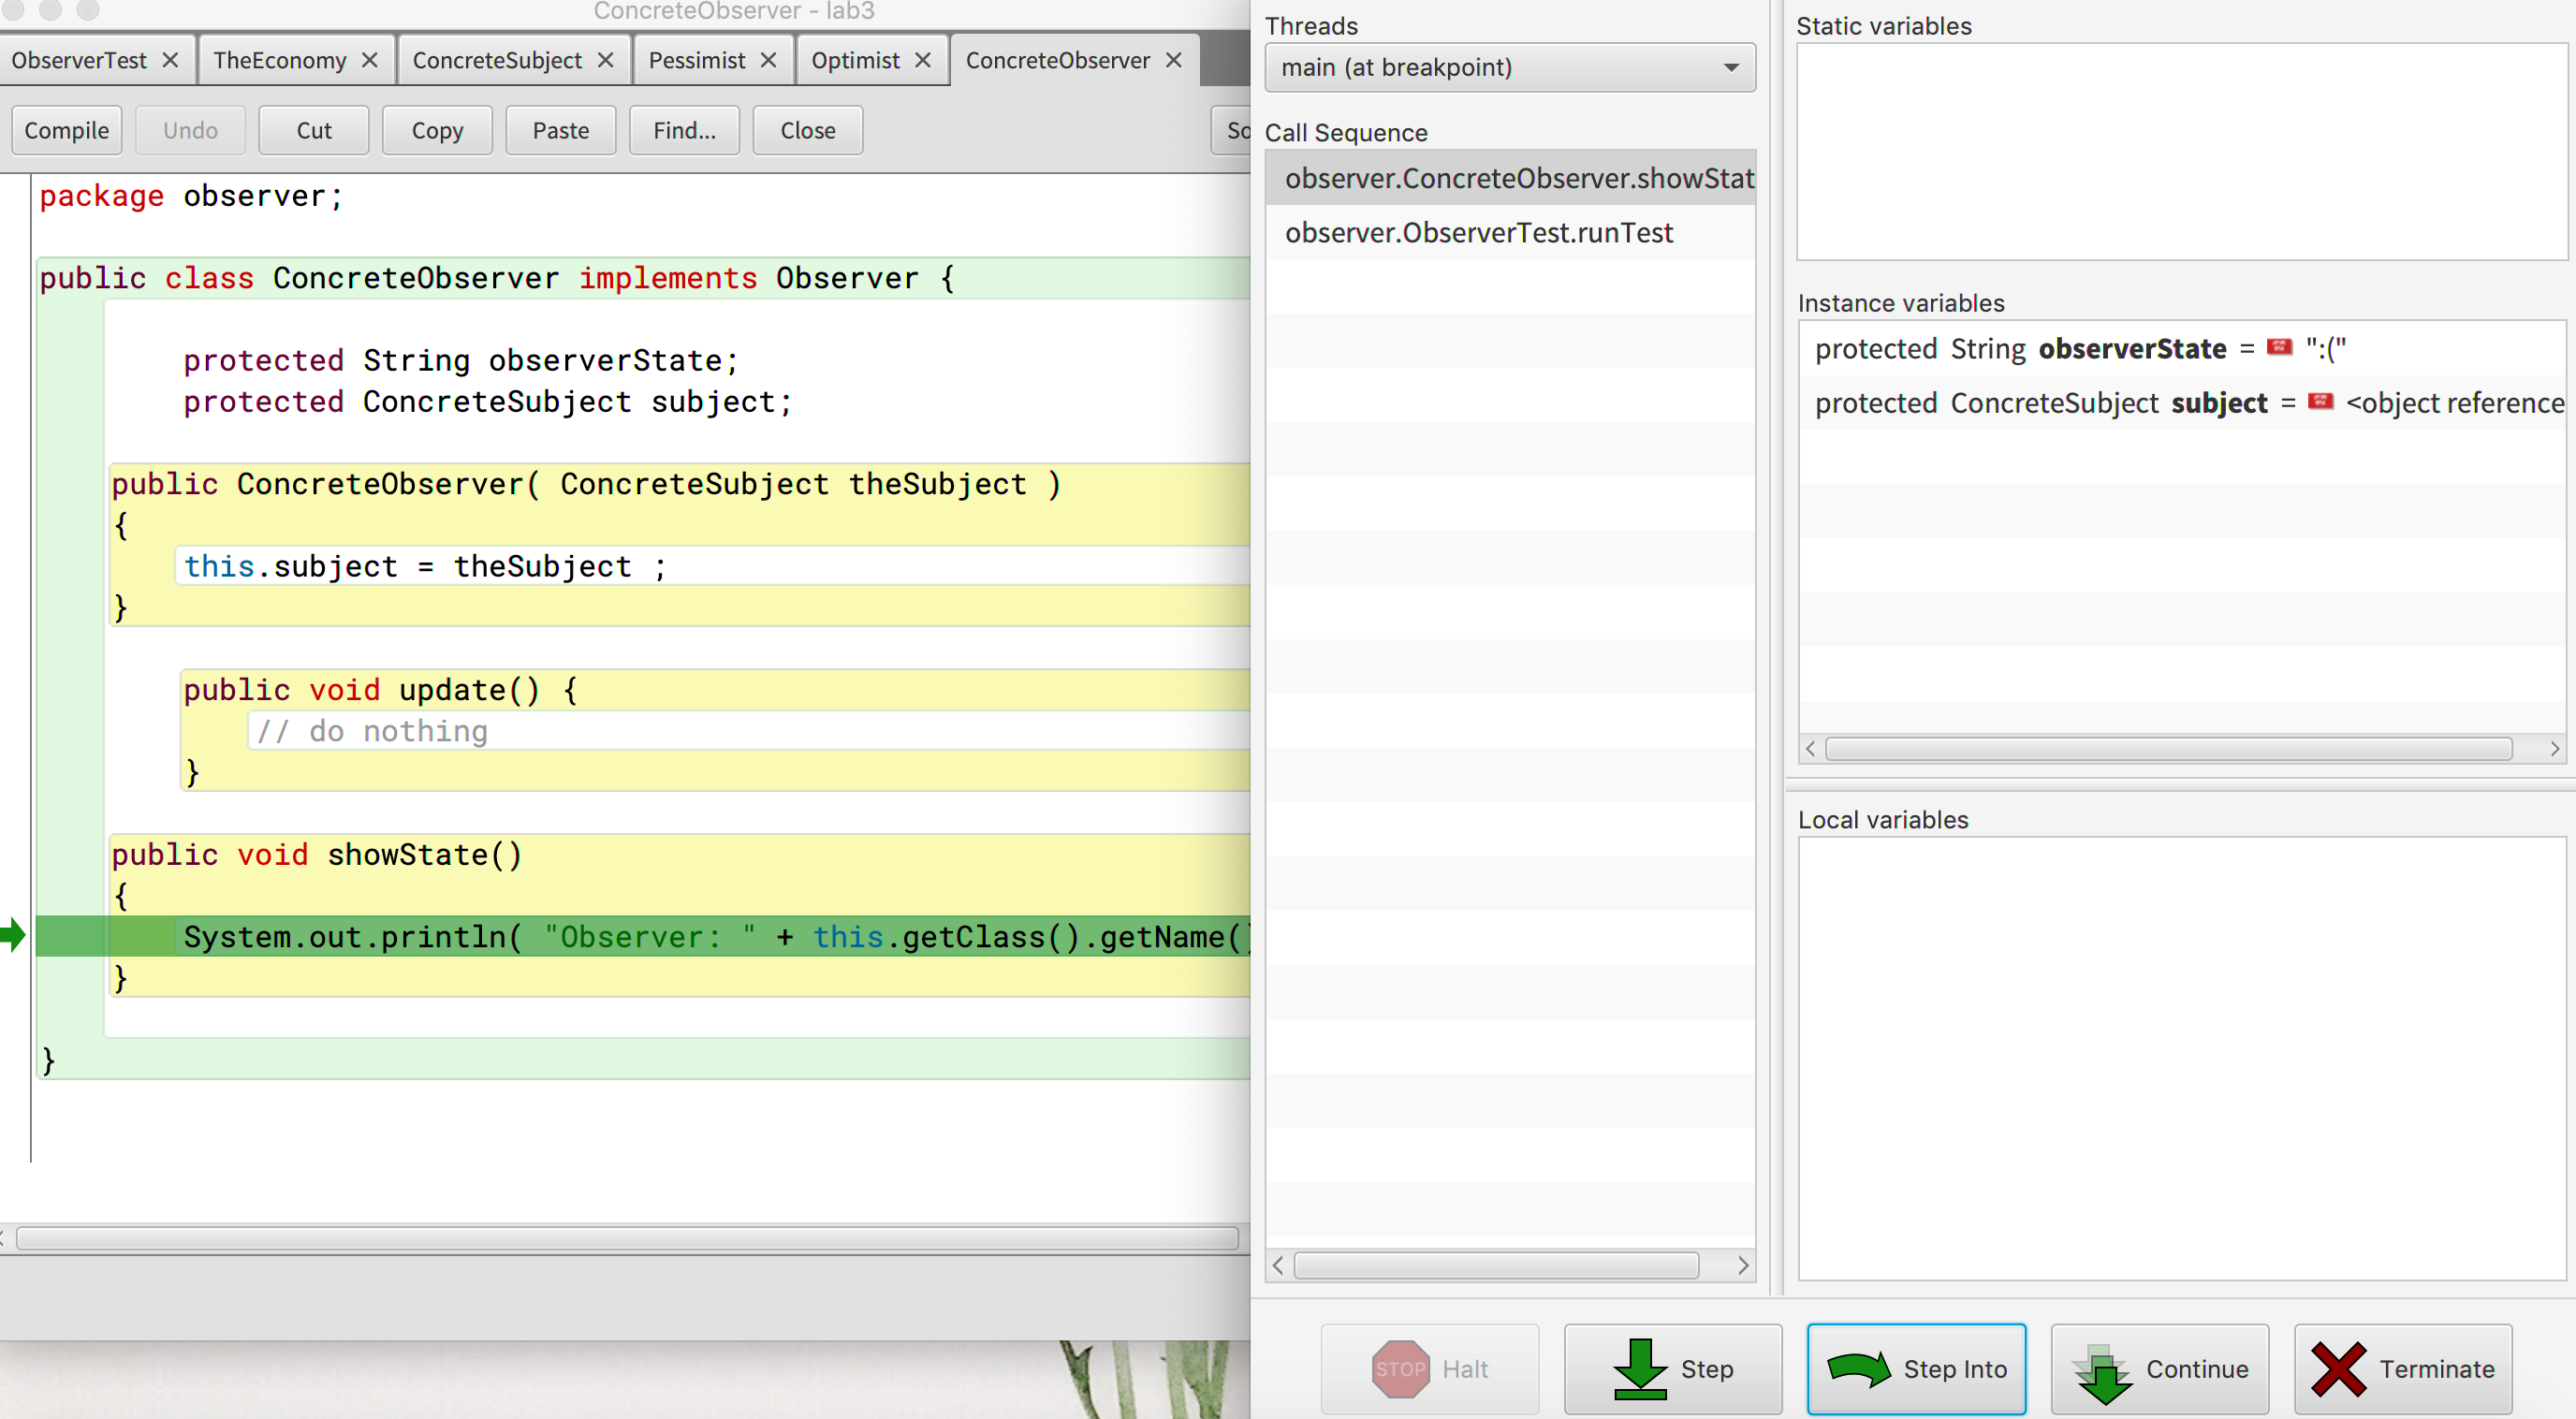 ConcreteObserver - lab3
ObserverTest
TheEconomy
ConcreteSubject
Pessimist
Optimist
ConcreteObserver
Compile
Undo
Cut
Copy
Paste
Find...
Close
So
package observer;
public class ConcreteObserver implements Observer {
protected String observerState;
protected ConcreteSubject subject;
public ConcreteObserver( ConcreteSubject theSubject )
{
this.subject = theSubject ;
}
public void update() {
// do nothing
}
public void showState()
{
System.out.println( "Observer: " + this.getClass().getName()
}
}
Threads
main (at breakpoint)
Call Sequence
observer.ConcreteObserver.showStat
observer.ObserverTest.runTest
Static variables
Instance variables
protected String observerState = ":("
protected ConcreteSubject subject = <object reference
Local variables
STOP Halt
Step
Step Into
Continue
Terminate